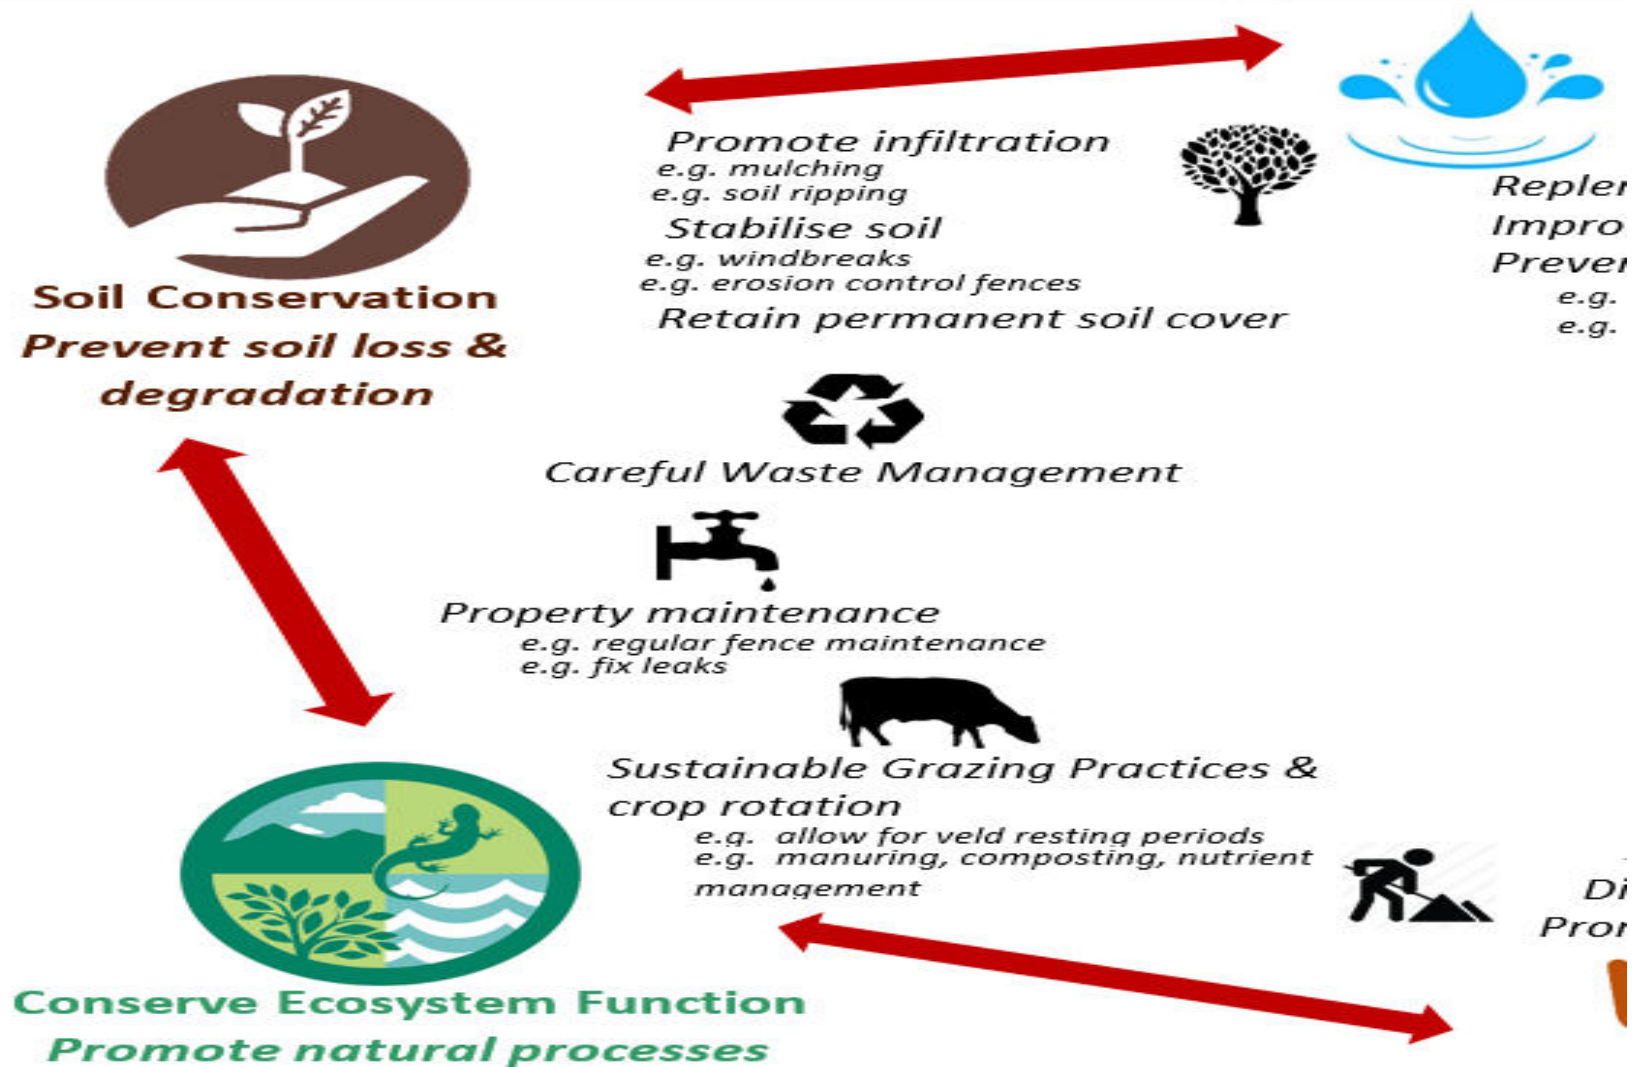 Promote infiltration
e.g. mulching
e.g. soil ripping
Stabilise soil
e.g. windbreaks
e.g. erosion control fences
Retain permanent soil cover
Soil Conservation
Prevent soil loss &
degradation
e.g.
e.g.
Careful Waste Management
Property maintenance
e.g. regular fence maintenance
e.g. fix leaks
Sustainable Grazing Practices &
crop rotation
e.g. allow for veld resting periods
e.g. manuring, composting, nutrient
management
Conserve Ecosystem Function
Promote natural processes